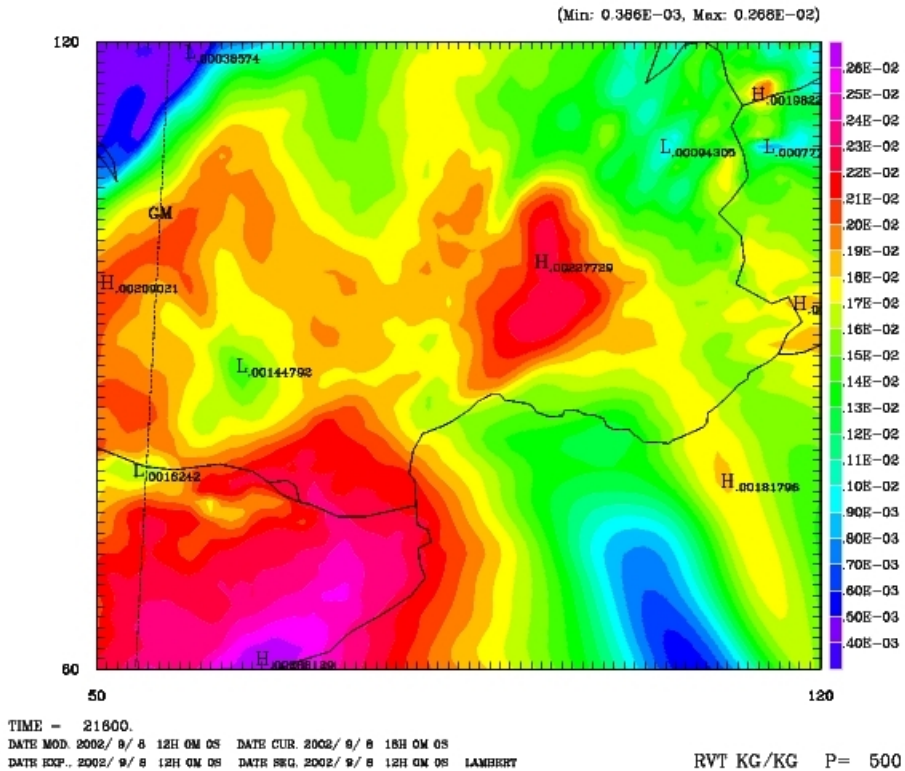 (Min: 0.386E-03, Max: 0.268E-02)
120
L.00038574
H.0019822
L.00094305
L.000777
GM
H.00227729
H.00209021
H.0
L.00144792
L.0016242
H.00181796
H.00268129
60
50
120
.26E-02
.25E-02
.24E-02
.23E-02
.22E-02
.21E-02
.20E-02
.19E-02
.18E-02
.17E-02
.16E-02
.15E-02
.14E-02
.13E-02
.12E-02
.11E-02
.10E-02
.90E-03
.80E-03
.70E-03
.60E-03
.40E-03
TIME - 21600.
DATE MOD. 2002/ 9/ 8 12H 0M 0S DATE CUR. 2002/ 9/ 8 18H 0M 0S
DATE EXP.. 2002/ 9/ 8 12H 0M 0S DATE SEG. 2002/ 9/ 8 12H 0M 0S LAMBERT
RVT KG/KG P= 500